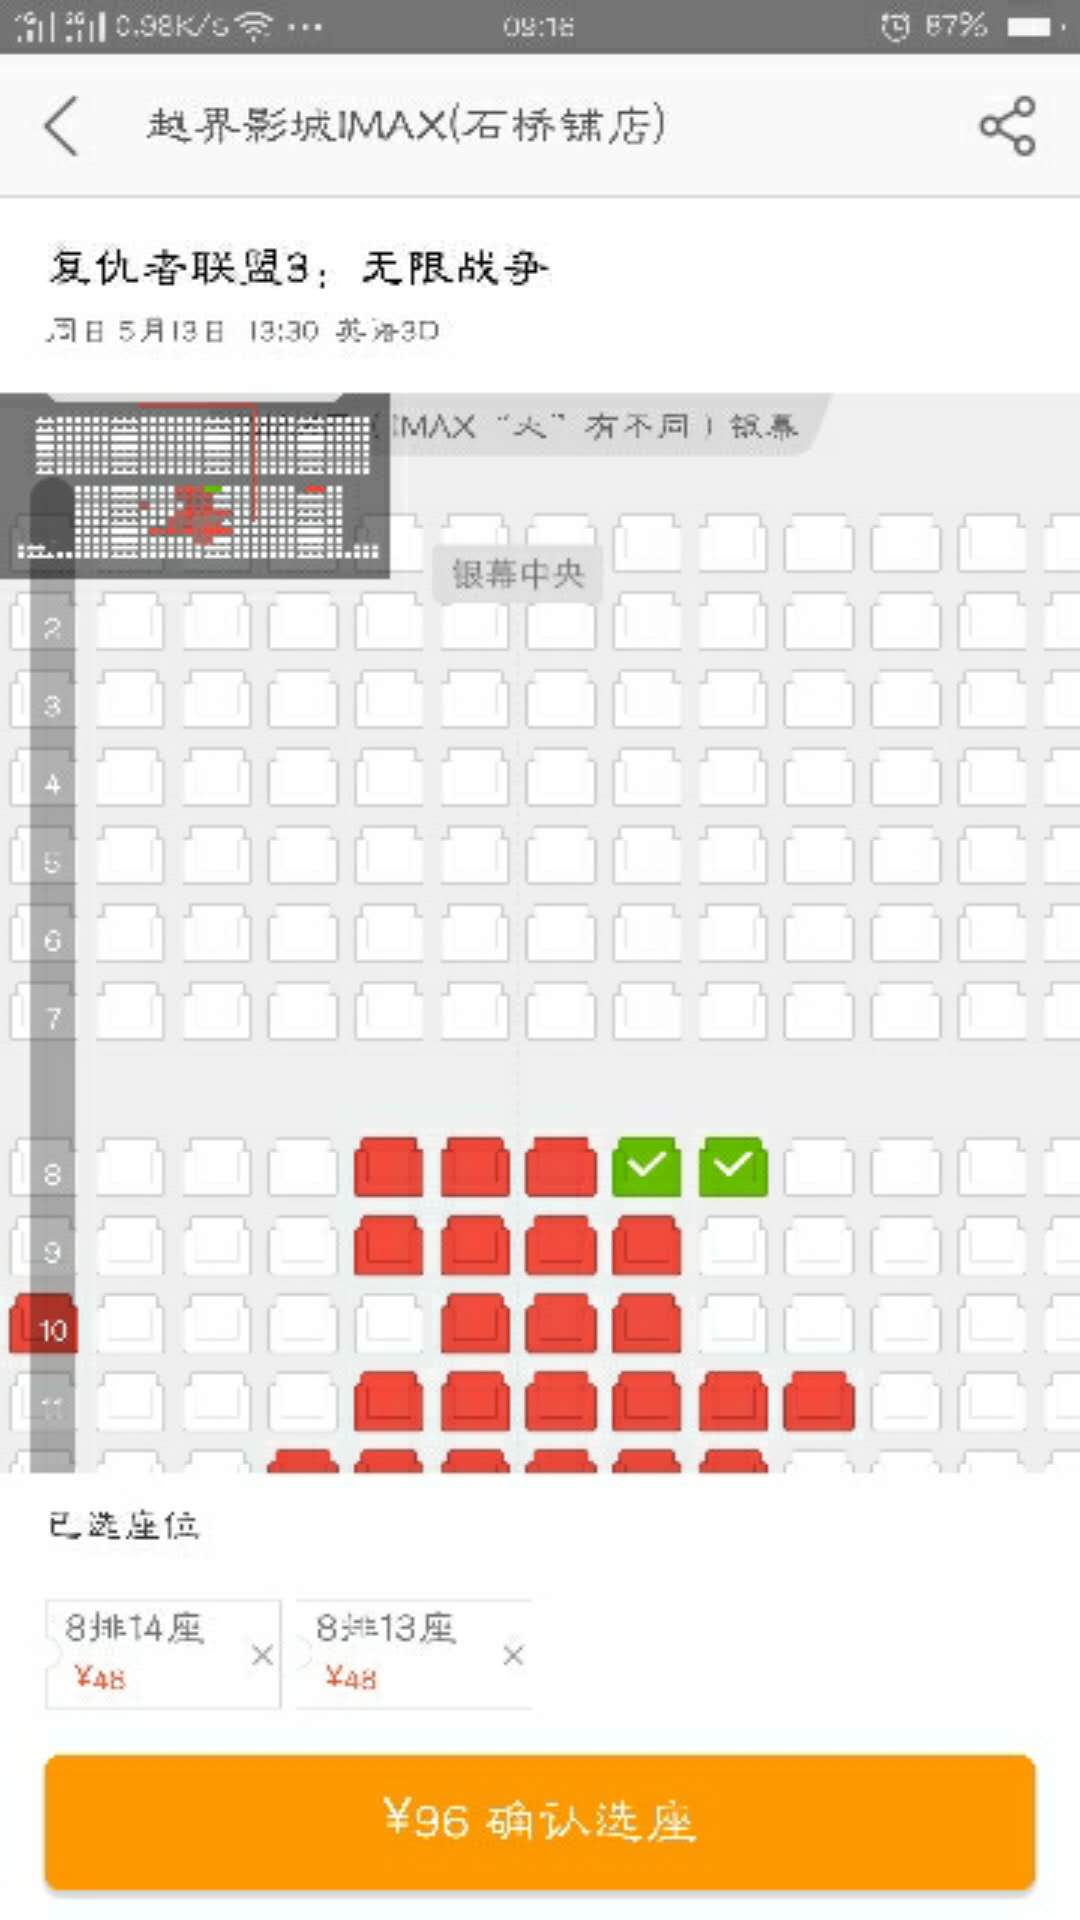 0.98K/s
09:16
87%
越界影城IMAX(石桥铺店)
复仇者联盟3：无限战争
周日 5月13日 13:30 英语3D
IMAX “大” 有不同）银幕
银幕中央
2
3
4
5
6
7
8
9
10
11
已选座位
8排14座
¥48
8排13座
¥48
¥96 确认选座